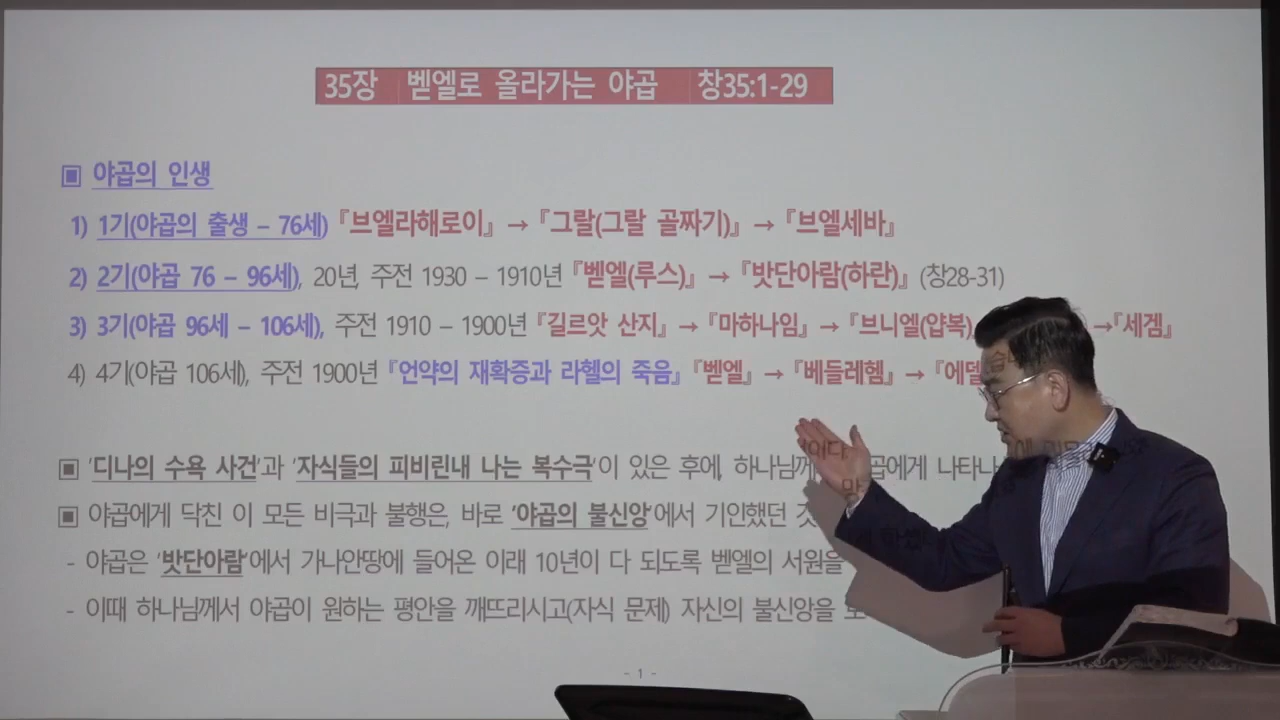 35장 벧엘로 올라가는 야곱 창35:1-29
▣ 야곱의 인생
1) 1기(야곱의 출생 – 76세) 『브엘라해로이』 → 『그랄(그랄 골짜기)』 → 『브엘세바』
2) 2기(야곱 76 – 96세), 20년, 주전 1930 – 1910년 『벧엘(루스)』 → 『밧단아람(하란)』 (창28-31)
3) 3기(야곱 96세 – 106세), 주전 1910 – 1900년 『길르앗 산지』 → 『마하나임』 → 『브니엘(얍복) →『세겜』
4) 4기(야곱 106세), 주전 1900년 『언약의 재확증과 라헬의 죽음』 『벧엘』 → 『베들레헴』 → 『에델
▣ '디나의 수욕 사건'과 '자식들의 피비린내 나는 복수극'이 있은 후에, 하나님께 곱에게 나타나
▣ 야곱에게 닥친 이 모든 비극과 불행은, 바로 '야곱의 불신앙'에서 기인했던
- 야곱은 '밧단아람'에서 가나안땅에 들어온 이래 10년이 다 되도록 벧엘의 서원을
- 이때 하나님께서 야곱이 원하는 평안을 깨뜨리시고(자식 문제) 자신의 불신앙을
- 1 -